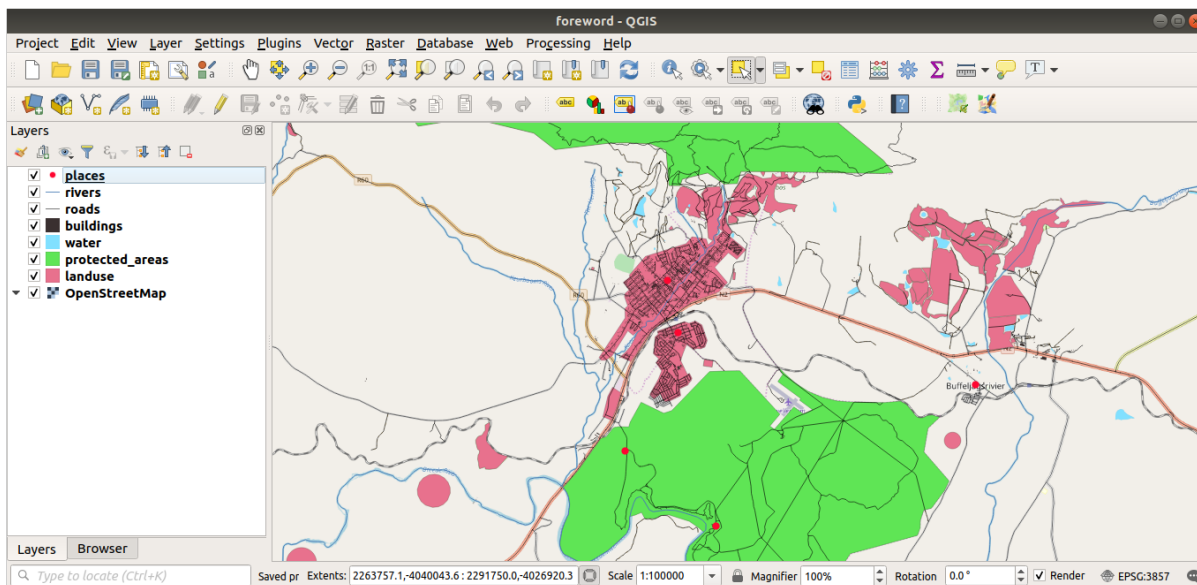 foreword - QGIS
Project Edit View Layer Settings Plugins Vector Raster Database Web Processing Help
Layers
places
rivers
roads
buildings
water
protected_areas
landuse
OpenStreetMap
R60
R60
N2
Layers Browser
Type to locate (Ctrl+K) Saved pr Extents: 2263757.1,-4040043.6 : 2291750.0,-4026920.3 Scale 1:100000 Magnifier 100% Rotation 0.0° Render EPSG:3857